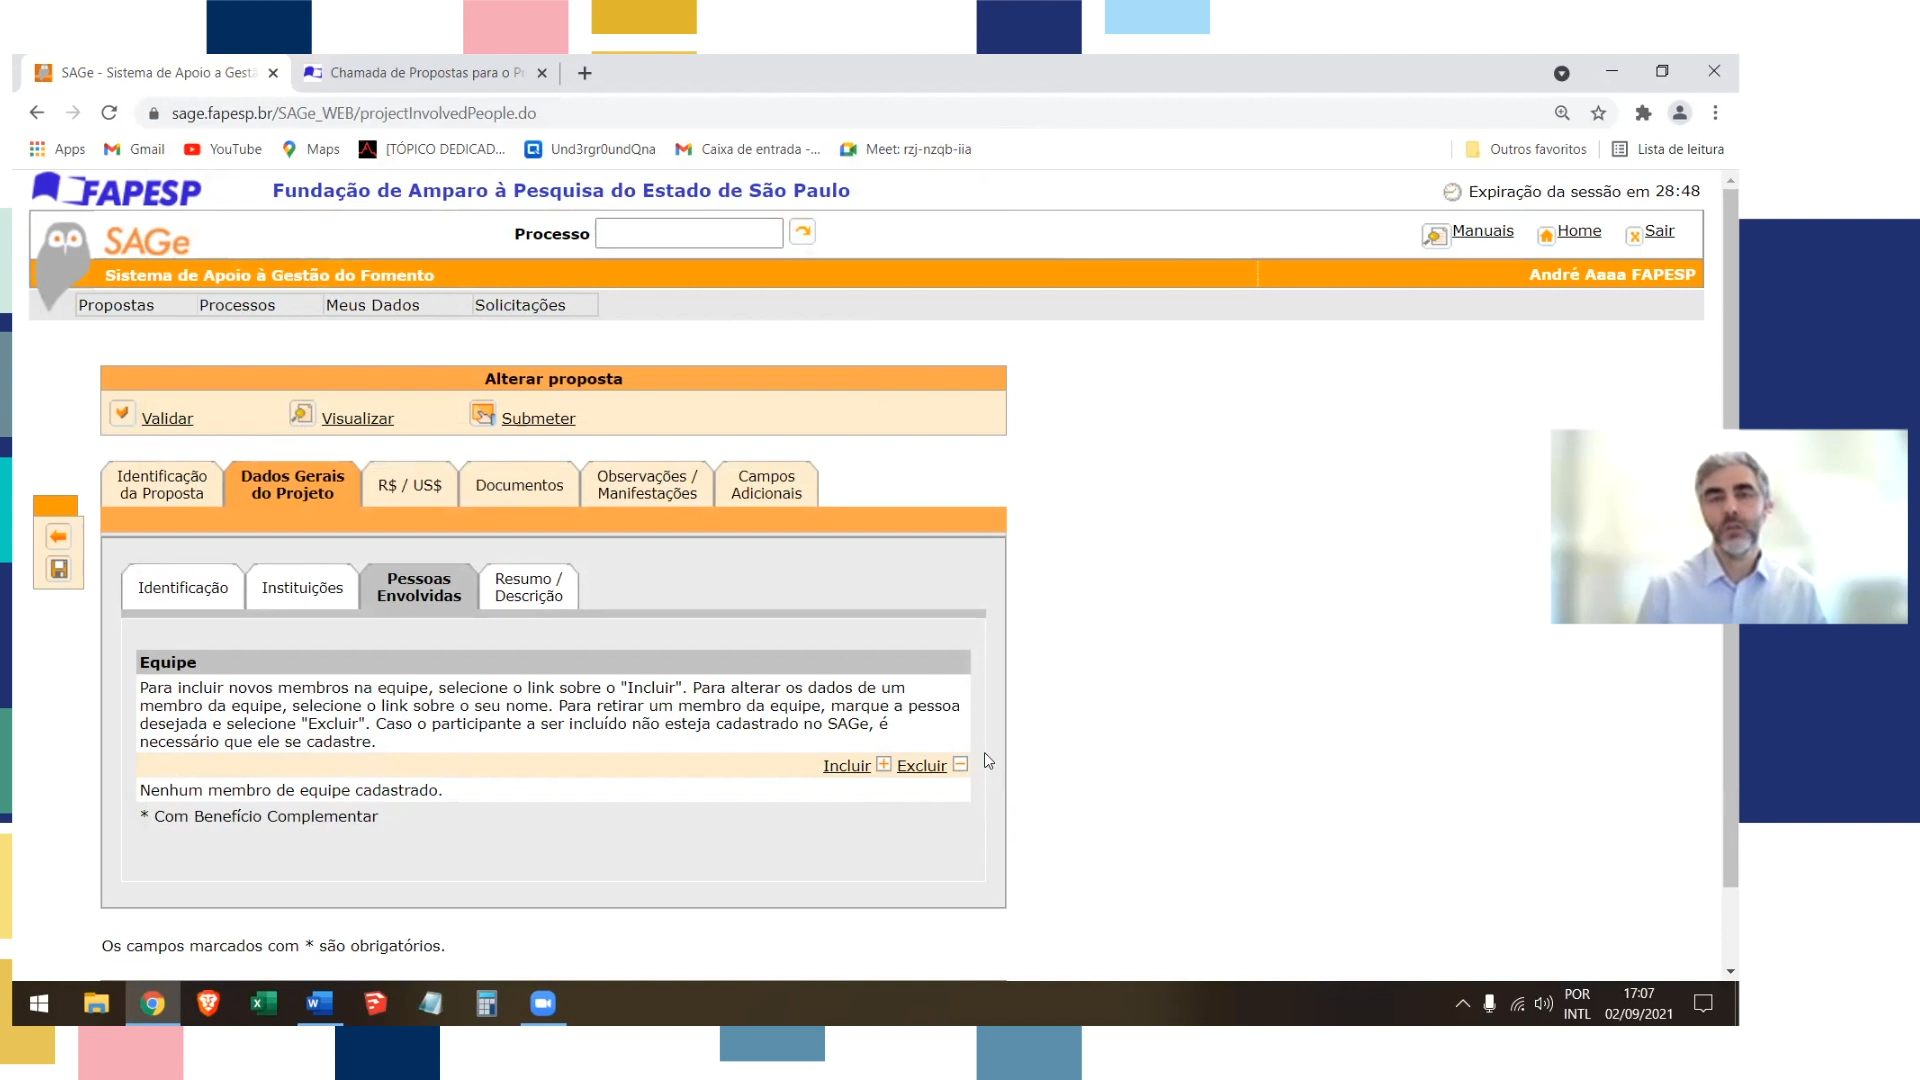 SAGe - Sistema de Apoio a Gestã
Chamada de Propostas para o P
sage.fapesp.br/SAGe_WEB/projectInvolvedPeople.do
Apps
Gmail
YouTube
Maps
[TÓPICO DEDICAD...
Und3rgr0undQna
Caixa de entrada -...
Meet: rzj-nzqb-iia
Outros favoritos
Lista de leitura
FAPESP
Fundação de Amparo à Pesquisa do Estado de São Paulo
Expiração da sessão em 28:48
SAGe
Processo
Manuais
Home
Sair
Sistema de Apoio à Gestão do Fomento
André Aaaa FAPESP
Propostas
Processos
Meus Dados
Solicitações
Alterar proposta
Validar
Visualizar
Submeter
Identificação
da Proposta
Dados Gerais
do Projeto
R$ / US$
Documentos
Observações /
Manifestações
Campos
Adicionais
Identificação
Instituições
Pessoas
Envolvidas
Resumo /
Descrição
Equipe
Para incluir novos membros na equipe, selecione o link sobre o "Incluir". Para alterar os dados de um
membro da equipe, selecione o link sobre o seu nome. Para retirar um membro da equipe, marque a pessoa
desejada e selecione "Excluir". Caso o participante a ser incluído não esteja cadastrado no SAGe, é
necessário que ele se cadastre.
Incluir
Excluir
Nenhum membro de equipe cadastrado.
* Com Benefício Complementar
Os campos marcados com * são obrigatórios.
POR
INTL
17:07
02/09/2021